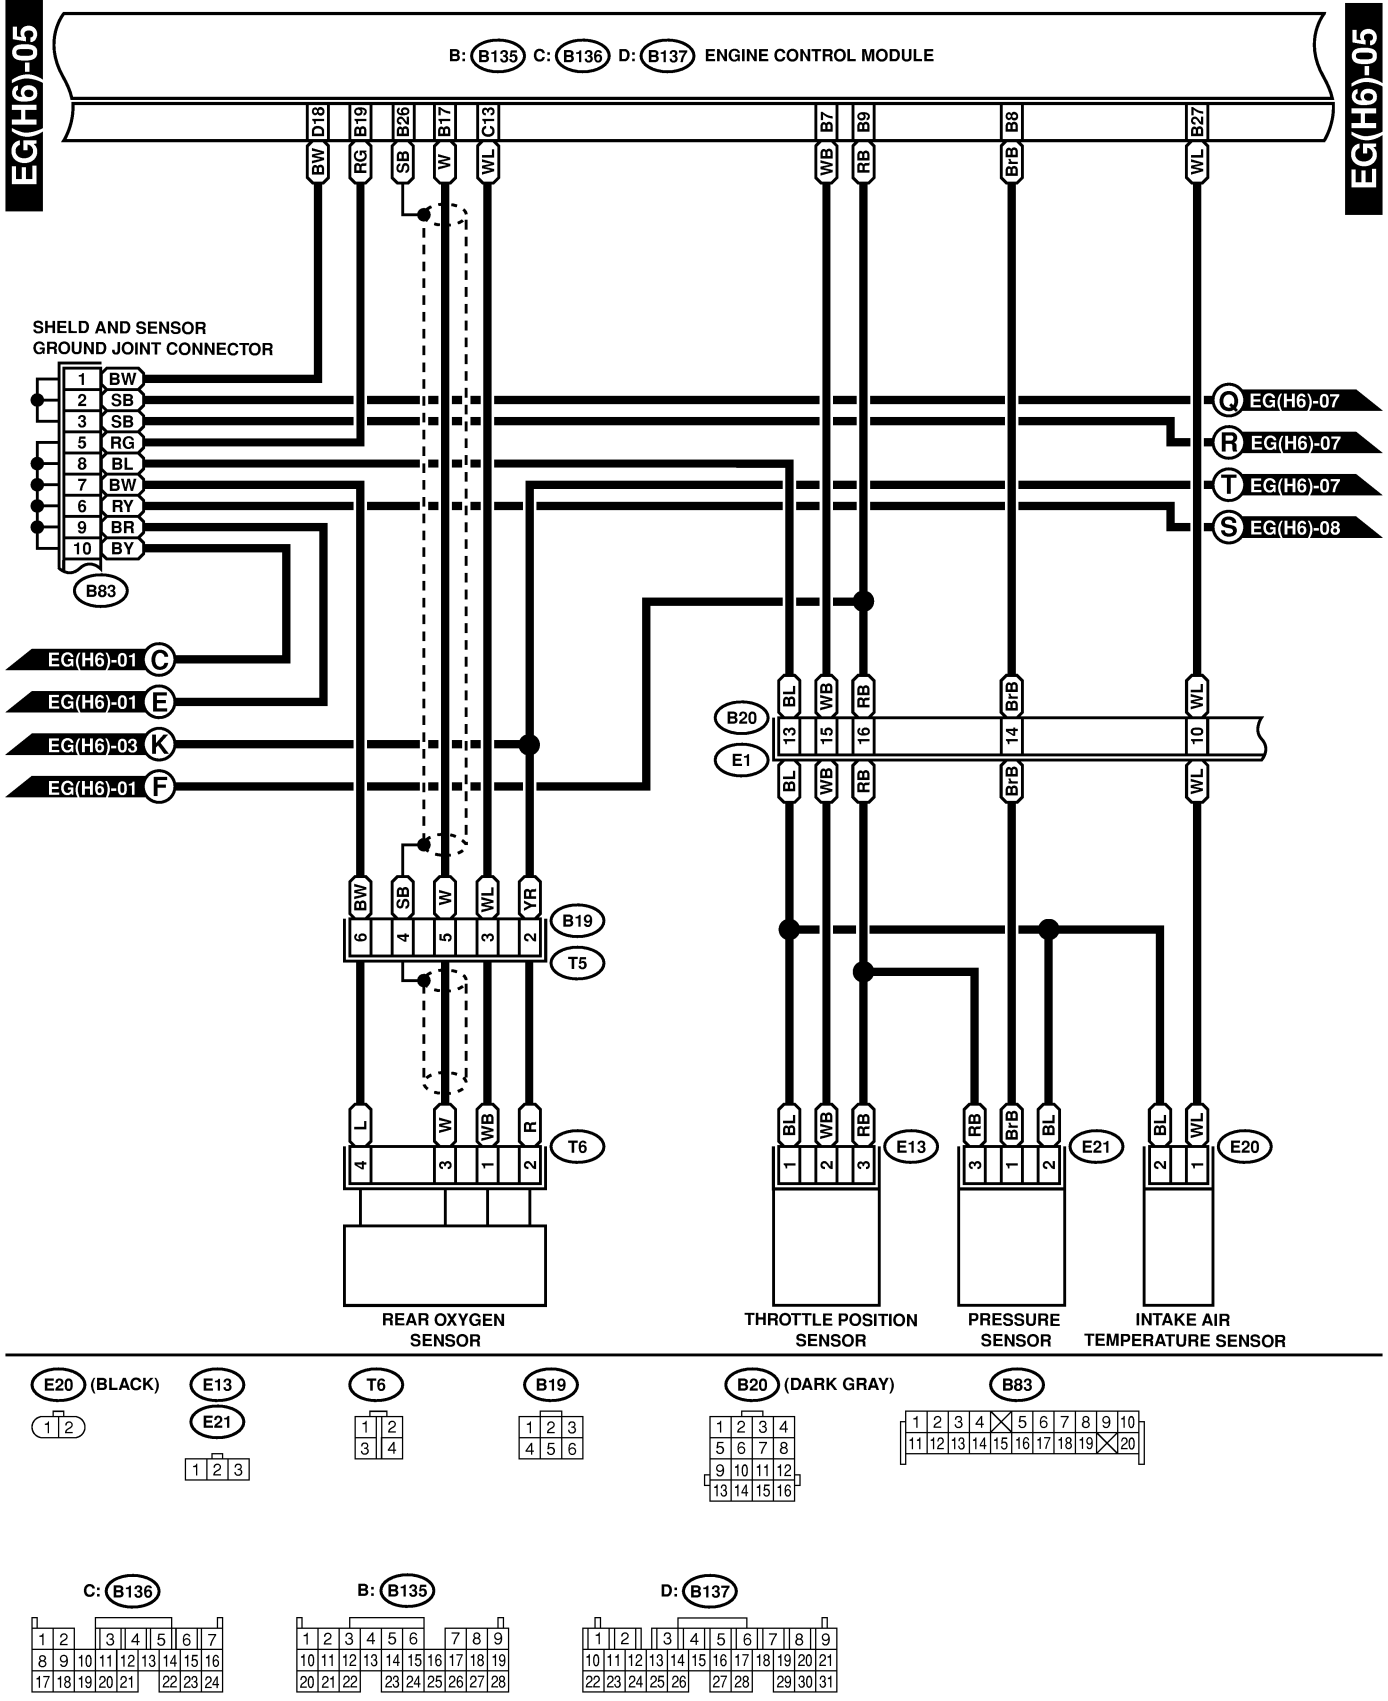 EG(H6)-05
EG(H6)-05
B: B135 C: B136 D: B137 ENGINE CONTROL MODULE
D18 B19 B26 B17 C13 B7 B9 B8 B27
BW RG SB W WL WB RB BrB WL
SHELD AND SENSOR
GROUND JOINT CONNECTOR
1 BW
2 SB
3 SB
5 RG
8 BL
7 BW
6 RY
9 BR
10 BY
B83
Q EG(H6)-07
R EG(H6)-07
T EG(H6)-07
S EG(H6)-08
EG(H6)-01 C
EG(H6)-01 E
EG(H6)-03 K
EG(H6)-01 F
BL WB RB BrB WL
B20
13 15 16 14 10
E1
BL WB RB BrB WL
BW SB W WL YR
B19
6 4 5 3 2
T5
L W WB R
T6
4 3 1 2
BL WB RB
E13
1 2 3
RB BrB BL
E21
3 1 2
BL WL
E20
2 1
REAR OXYGEN
SENSOR
THROTTLE POSITION
SENSOR
PRESSURE
SENSOR
INTAKE AIR
TEMPERATURE SENSOR
E20 (BLACK)
1 2
E13
E21
1 2 3
T6
1 2
3 4
B19
1 2 3
4 5 6
B20 (DARK GRAY)
1 2 3 4
5 6 7 8
9 10 11 12
13 14 15 16
B83
1 2 3 4 5 6 7 8 9 10
11 12 13 14 15 16 17 18 19 20
C: B136
1 2 3 4 5 6 7
8 9 10 11 12 13 14 15 16
17 18 19 20 21 22 23 24
B: B135
1 2 3 4 5 6 7 8 9
10 11 12 13 14 15 16 17 18 19
20 21 22 23 24 25 26 27 28
D: B137
1 2 3 4 5 6 7 8 9
10 11 12 13 14 15 16 17 18 19 20 21
22 23 24 25 26 27 28 29 30 31